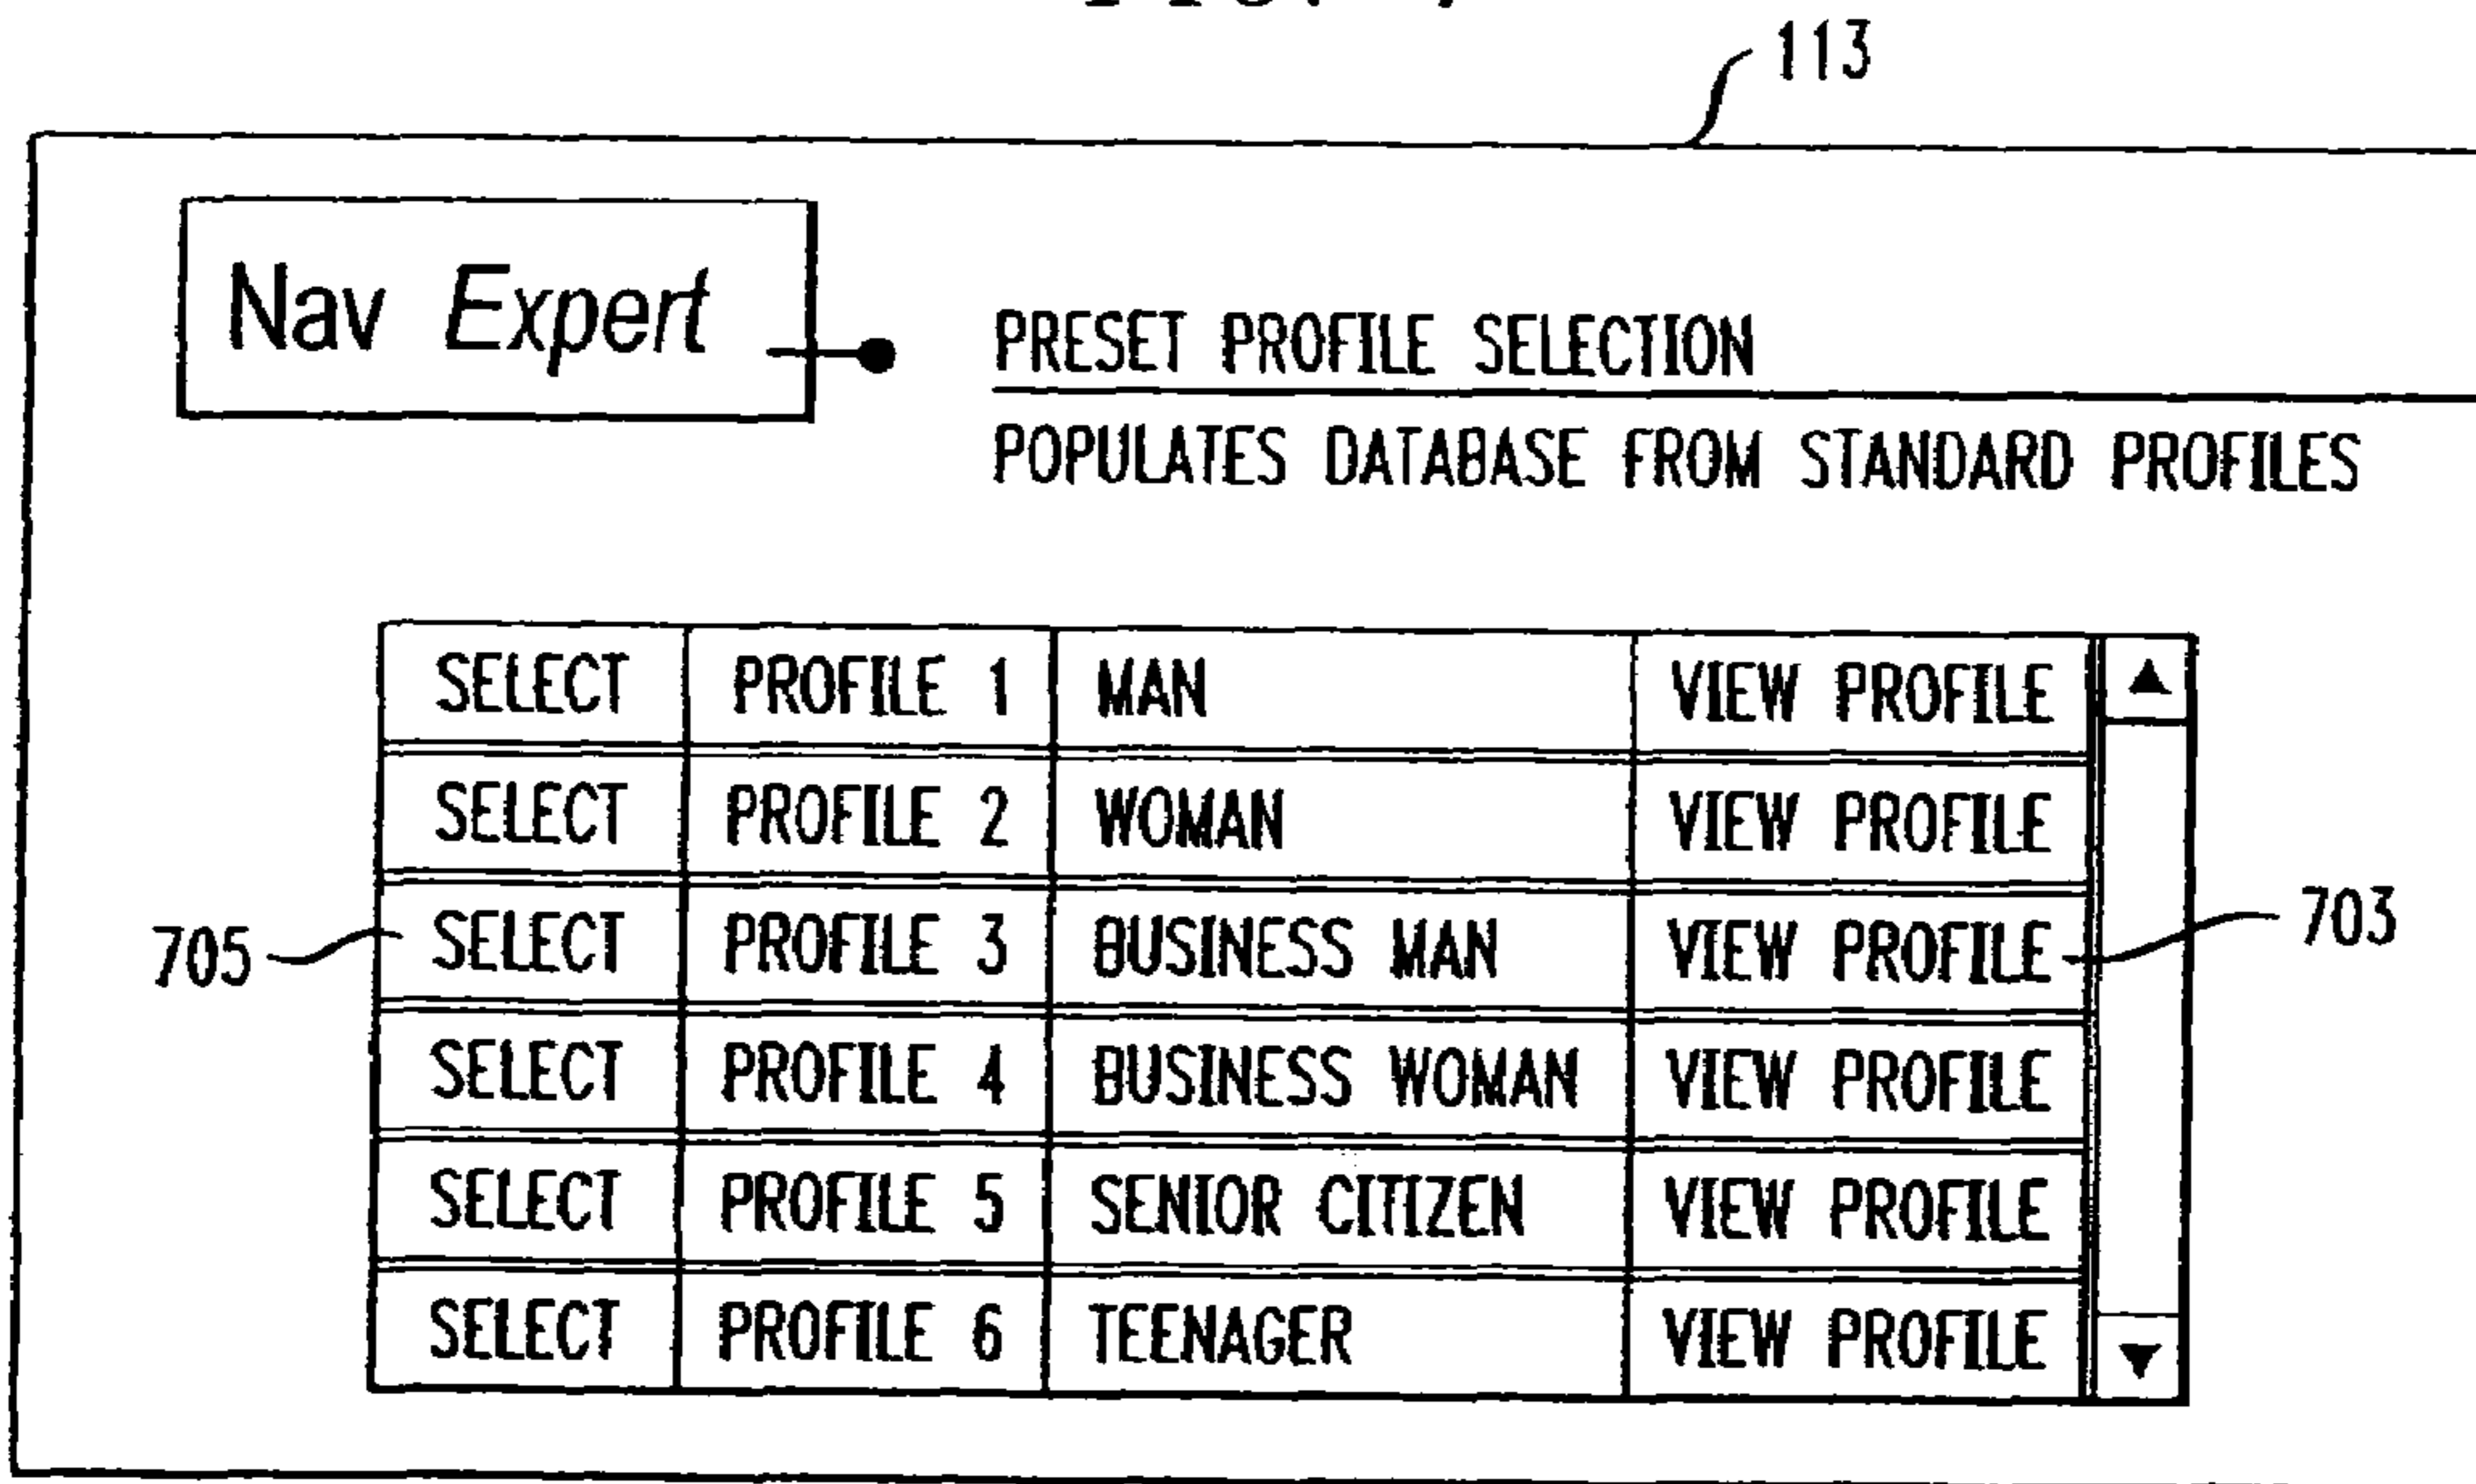 113
Nav Expert
PRESET PROFILE SELECTION
POPULATES DATABASE FROM STANDARD PROFILES
SELECT PROFILE 1 MAN VIEW PROFILE
SELECT PROFILE 2 WOMAN VIEW PROFILE
705 SELECT PROFILE 3 BUSINESS MAN VIEW PROFILE 703
SELECT PROFILE 4 BUSINESS WOMAN VIEW PROFILE
SELECT PROFILE 5 SENIOR CITIZEN VIEW PROFILE
SELECT PROFILE 6 TEENAGER VIEW PROFILE